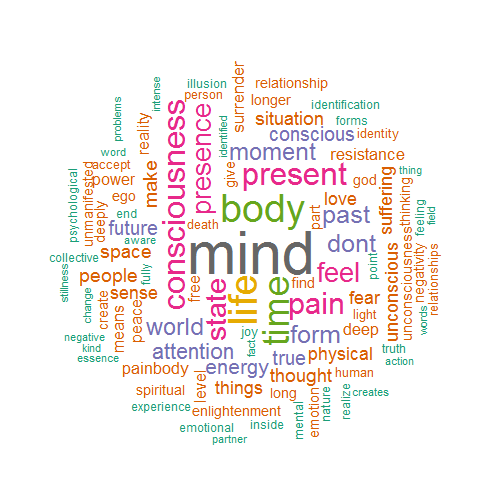 illusion
relationship
person
longer
surrender
intense
identification
problems
situation
forms
reality
consciousness
presence
identified
conscious
identity
word
moment
resistance
accept
present
god
thing
psychological
unmanifested
power
make
give
suffering
thinking
deeply
ego
love
feeling
end
body
part
past
field
future
death
aware
space
mind
dont
unconscious
unconsciousness
negativity
relationships
collective
fully
point
stillness
people
free
life
find
feel
change
sense
state
time
pain
fear
words
create
means
peace
light
negative
world
joy
form
deep
kind
fact
truth
essence
attention
true
physical
action
painbody
energy
thought
human
spiritual
level
things
long
emotion
nature
realize
creates
experience
enlightenment
mental
emotional
inside
partner